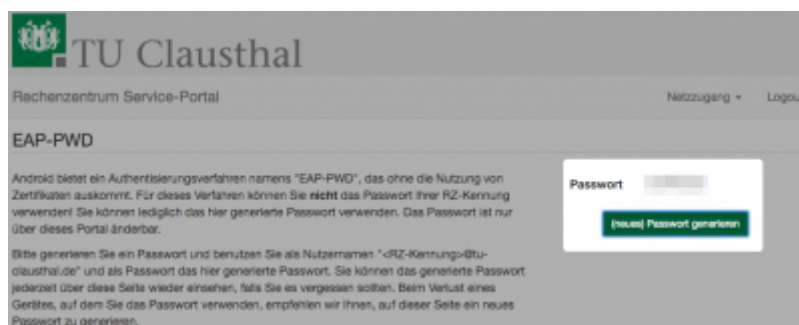 TU Clausthal
Rechenzentrum Service-Portal
Netzzugang
Logou
EAP-PWD
Android bietet ein Authentisierungsverfahren namens "EAP-PWD", das ohne die Nutzung von
Zertifikaten auskommt. Für dieses Verfahren können Sie nicht das Passwort Ihrer RZ-Kennung
verwenden! Sie können lediglich das hier generierte Passwort verwenden. Das Passwort ist nur
über dieses Portal änderbar.
Bitte generieren Sie ein Passwort und benutzen Sie als Nutzernamen "<RZ-Kennung>@tu-
clausthal.de" und als Passwort das hier generierte Passwort. Sie können das generierte Passwort
jederzeit über diese Seite wieder einsehen, falls Sie es vergessen sollten. Beim Verlust eines
Gerätes, auf dem Sie das Passwort verwenden, empfehlen wir Ihnen, auf dieser Seite ein neues
Passwort zu generieren.
Passwort
(neues) Passwort generieren